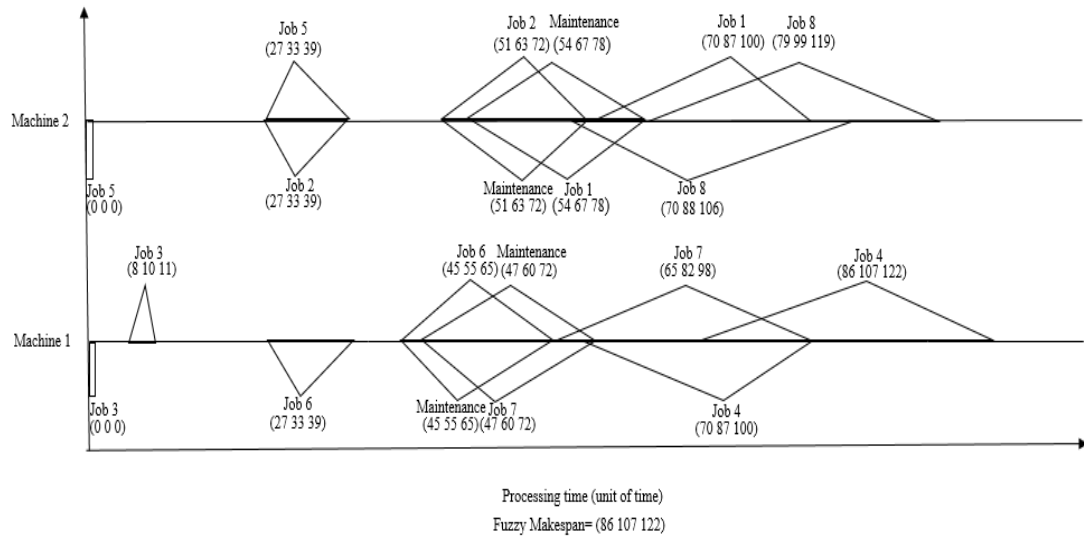 Job 5
(27 33 39)
Job 2
(51 63 72)
Maintenance
(54 67 78)
Job 1
(70 87 100)
Job 8
(79 99 119)
Machine 2
Job 5
(0 0 0)
Job 2
(27 33 39)
Maintenance
(51 63 72)
Job 1
(54 67 78)
Job 8
(70 88 106)
Job 3
(8 10 11)
Job 6
(45 55 65)
Maintenance
(47 60 72)
Job 7
(65 82 98)
Job 4
(86 107 122)
Machine 1
Job 3
(0 0 0)
Job 6
(27 33 39)
Maintenance
(45 55 65)
Job 7
(47 60 72)
Job 4
(70 87 100)
Processing time (unit of time)
Fuzzy Makespan= (86 107 122)